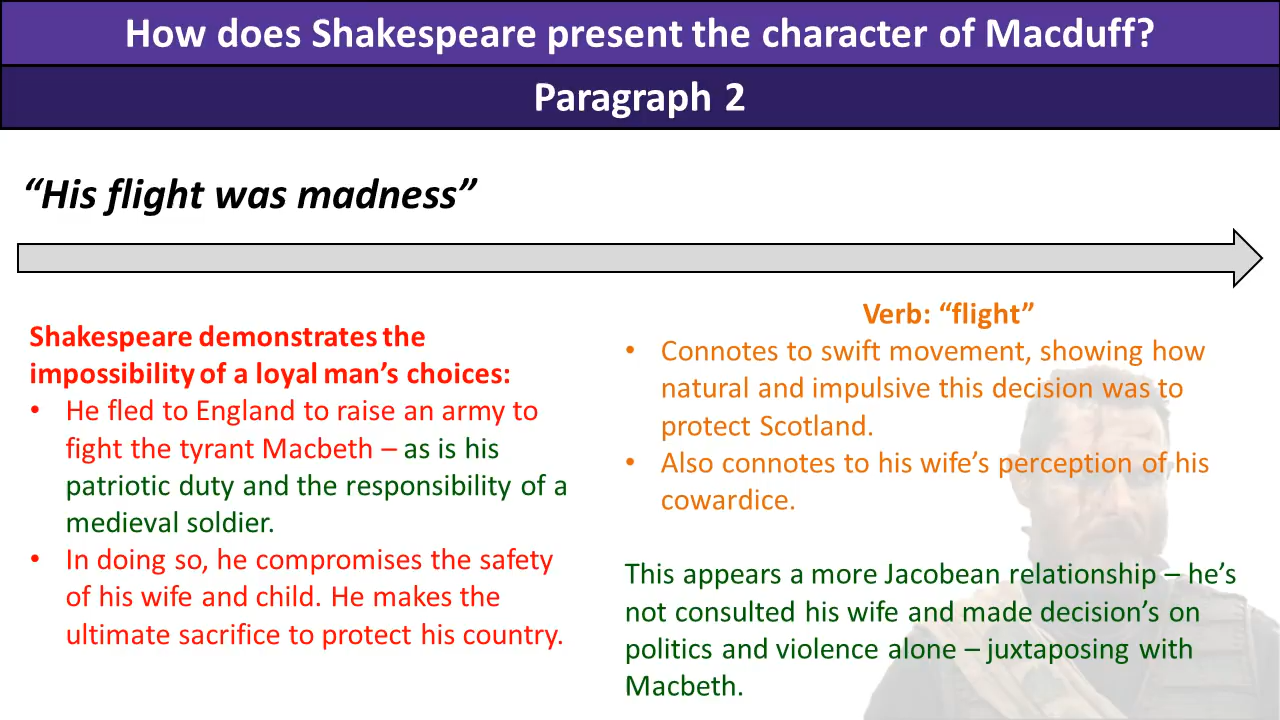 How does Shakespeare present the character of Macduff?
Paragraph 2
“His flight was madness”
Shakespeare demonstrates the
impossibility of a loyal man’s choices:
• He fled to England to raise an army to
fight the tyrant Macbeth – as is his
patriotic duty and the responsibility of a
medieval soldier.
• In doing so, he compromises the safety
of his wife and child. He makes the
ultimate sacrifice to protect his country.
Verb: “flight”
• Connotes to swift movement, showing how
natural and impulsive this decision was to
protect Scotland.
• Also connotes to his wife’s perception of his
cowardice.
This appears a more Jacobean relationship – he’s
not consulted his wife and made decision’s on
politics and violence alone – juxtaposing with
Macbeth.